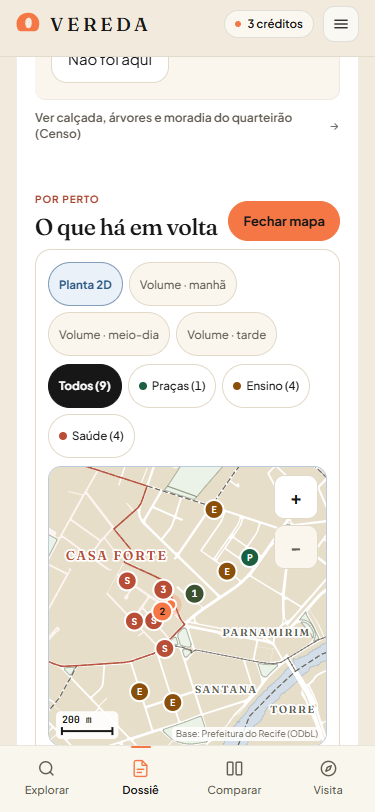 VEREDA
3 créditos
Não foi aqui
Ver calçada, árvores e moradia do quarteirão
(Censo)
→
POR PERTO
O que há em volta
Fechar mapa
Planta 2D
Volume · manhã
Volume · meio-dia
Volume · tarde
Todos (9)
Praças (1)
Ensino (4)
Saúde (4)
+
−
E
CASA FORTE
P
E
S
3
1
2
S
S
PARNAMIRIM
S
E
SANTANA
E
TORRE
200 m
Base: Prefeitura do Recife (ODbL)
Explorar
Dossiê
Comparar
Visita